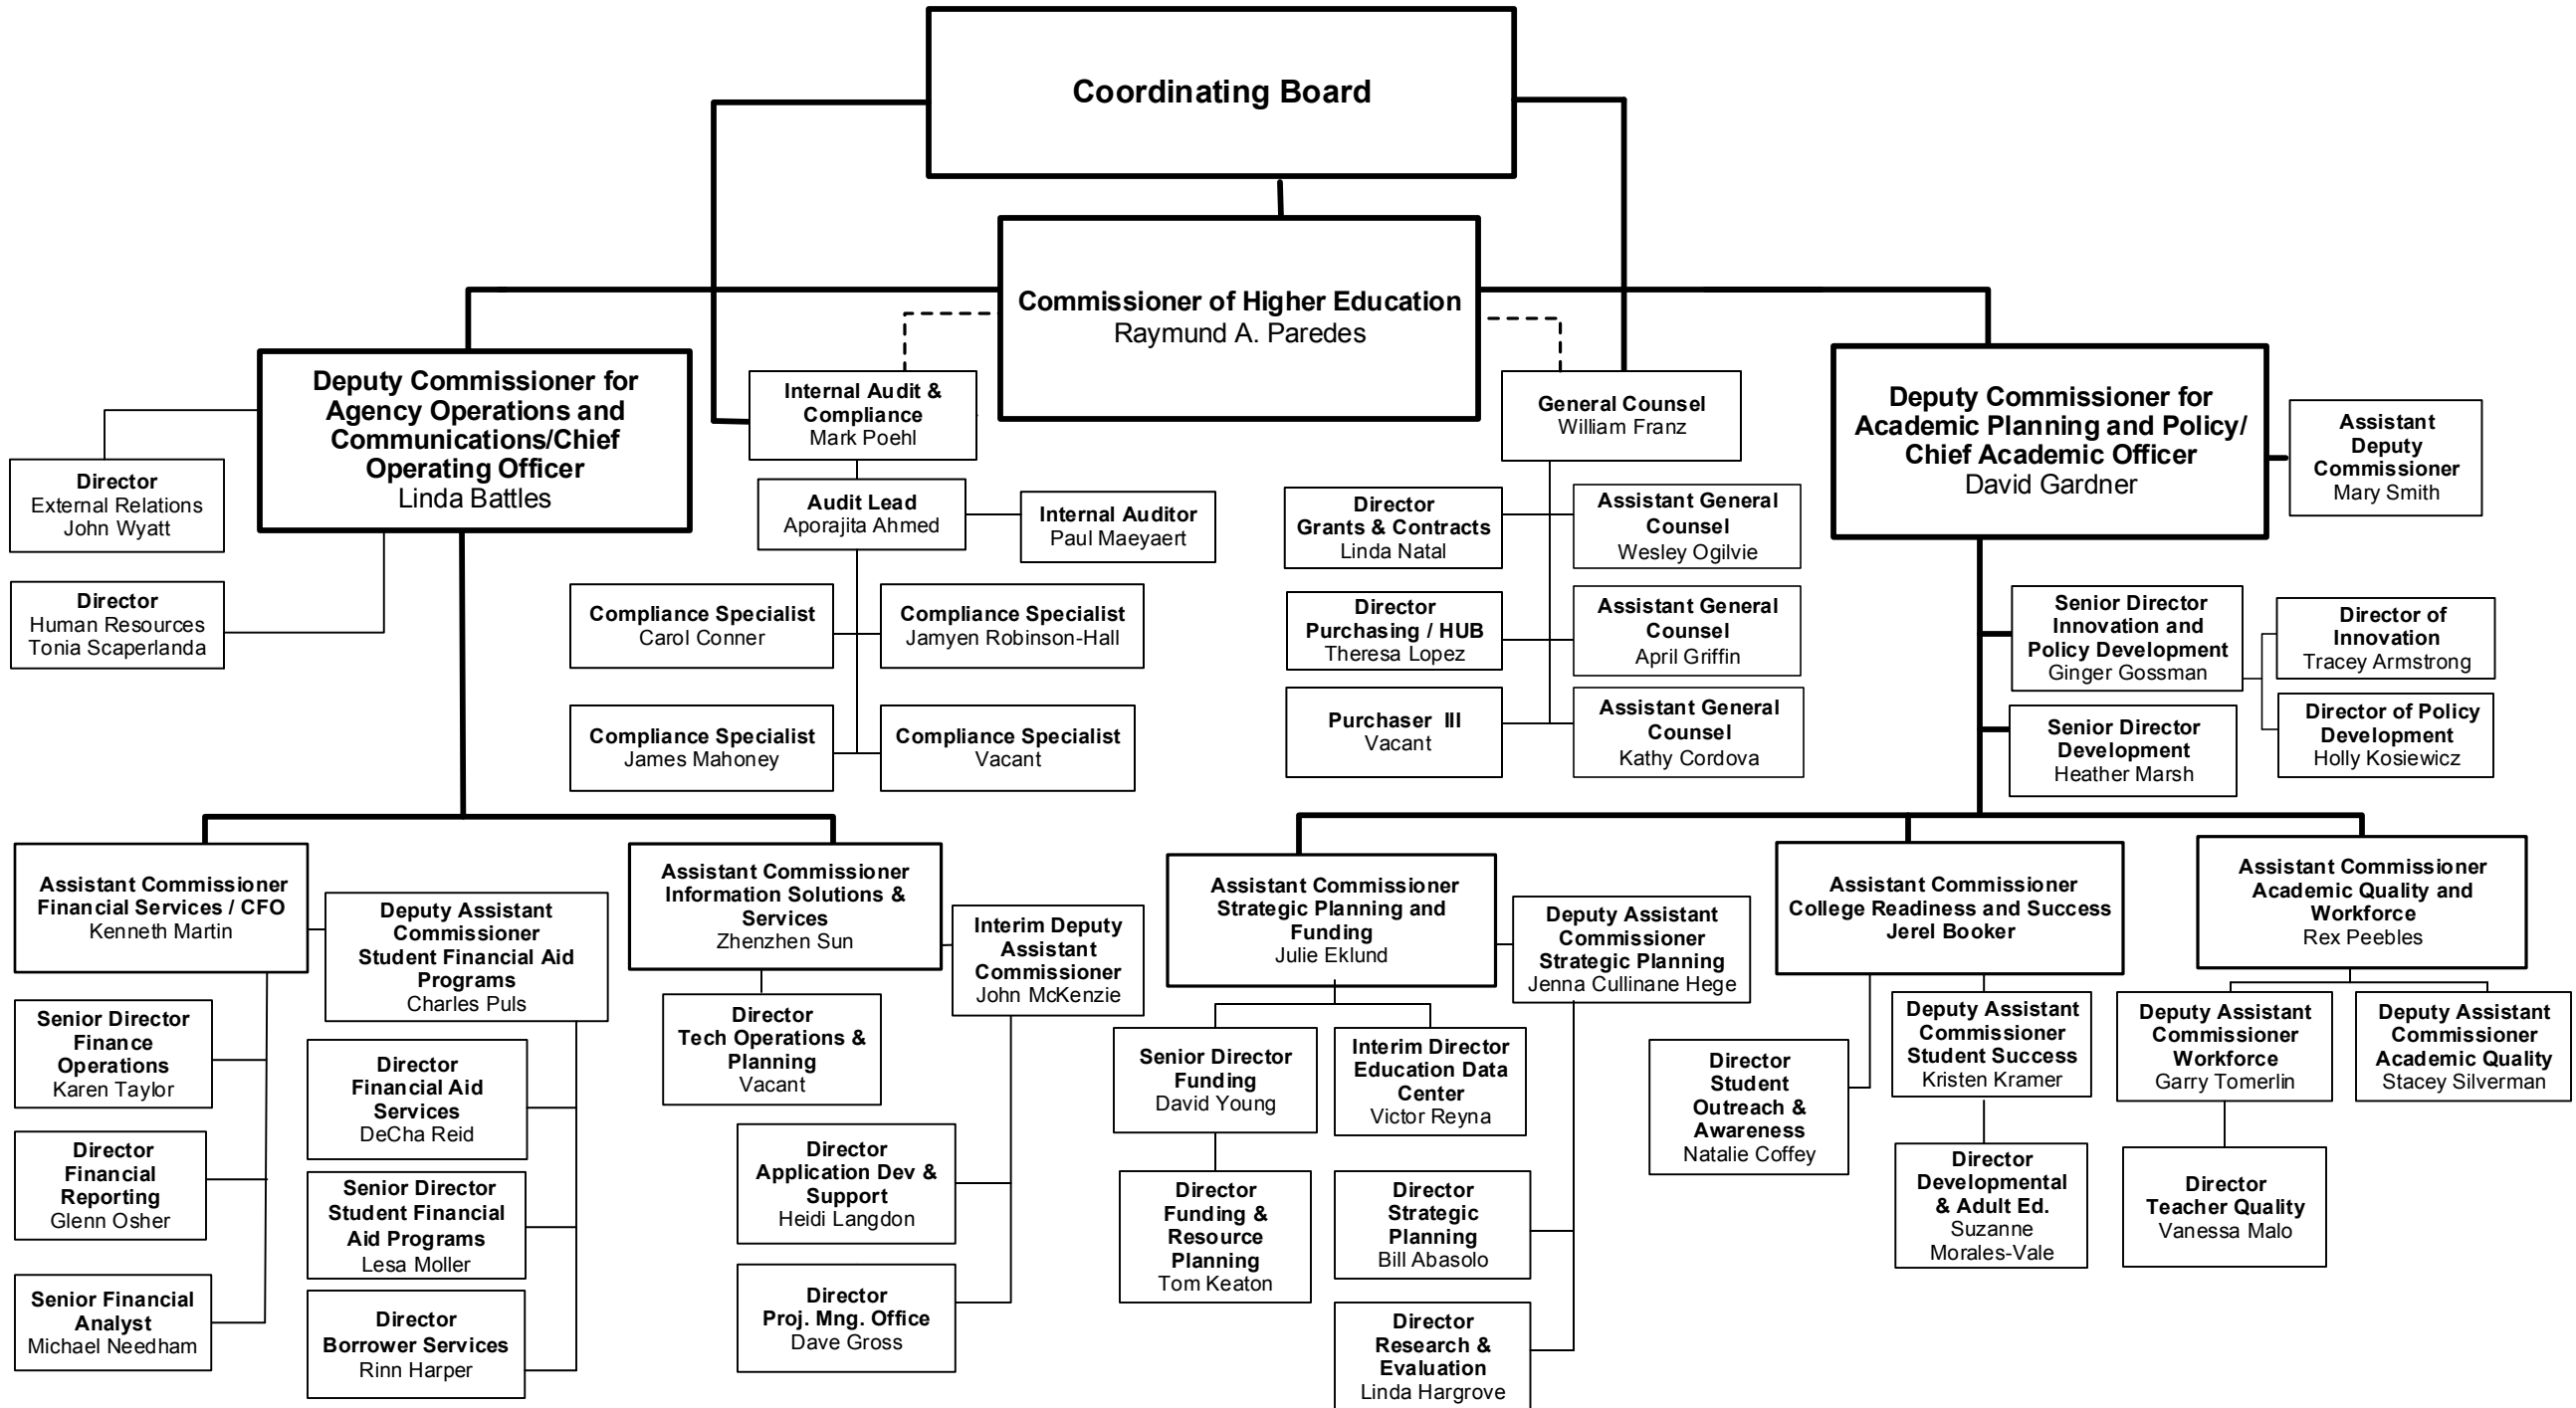 Coordinating Board
Commissioner of Higher Education
Raymund A. Paredes
Deputy Commissioner for
Agency Operations and
Communications/Chief
Operating Officer
Linda Battles
Internal Audit &
Compliance
Mark Poehl
General Counsel
William Franz
Deputy Commissioner for
Academic Planning and Policy/
Chief Academic Officer
David Gardner
Assistant
Deputy
Commissioner
Mary Smith
Director
External Relations
John Wyatt
Director
Human Resources
Tonia Scaperlanda
Audit Lead
Aporajita Ahmed
Internal Auditor
Paul Maeyaert
Compliance Specialist
Carol Conner
Compliance Specialist
Jamyen Robinson-Hall
Compliance Specialist
James Mahoney
Compliance Specialist
Vacant
Director
Grants & Contracts
Linda Natal
Assistant General
Counsel
Wesley Ogilvie
Director
Purchasing / HUB
Theresa Lopez
Assistant General
Counsel
April Griffin
Purchaser III
Vacant
Assistant General
Counsel
Kathy Cordova
Senior Director
Innovation and
Policy Development
Ginger Gossman
Director of
Innovation
Tracey Armstrong
Director of Policy
Development
Holly Kosiewicz
Senior Director
Development
Heather Marsh
Assistant Commissioner
Financial Services / CFO
Kenneth Martin
Deputy Assistant
Commissioner
Student Financial Aid
Programs
Charles Puls
Senior Director
Finance
Operations
Karen Taylor
Director
Financial
Reporting
Glenn Osher
Senior Financial
Analyst
Michael Needham
Director
Financial Aid
Services
DeCha Reid
Senior Director
Student Financial
Aid Programs
Lesa Moller
Director
Borrower Services
Rinn Harper
Assistant Commissioner
Information Solutions &
Services
Zhenzhen Sun
Interim Deputy
Assistant
Commissioner
John McKenzie
Director
Tech Operations &
Planning
Vacant
Director
Application Dev &
Support
Heidi Langdon
Director
Proj. Mng. Office
Dave Gross
Assistant Commissioner
Strategic Planning and
Funding
Julie Eklund
Deputy Assistant
Commissioner
Strategic Planning
Jenna Cullinane Hege
Senior Director
Funding
David Young
Interim Director
Education Data
Center
Victor Reyna
Director
Funding &
Resource
Planning
Tom Keaton
Director
Strategic
Planning
Bill Abasolo
Director
Research &
Evaluation
Linda Hargrove
Assistant Commissioner
College Readiness and Success
Jerel Booker
Director
Student
Outreach &
Awareness
Natalie Coffey
Deputy Assistant
Commissioner
Student Success
Kristen Kramer
Director
Developmental
& Adult Ed.
Suzanne
Morales-Vale
Assistant Commissioner
Academic Quality and
Workforce
Rex Peebles
Deputy Assistant
Commissioner
Workforce
Garry Tomerlin
Deputy Assistant
Commissioner
Academic Quality
Stacey Silverman
Director
Teacher Quality
Vanessa Malo